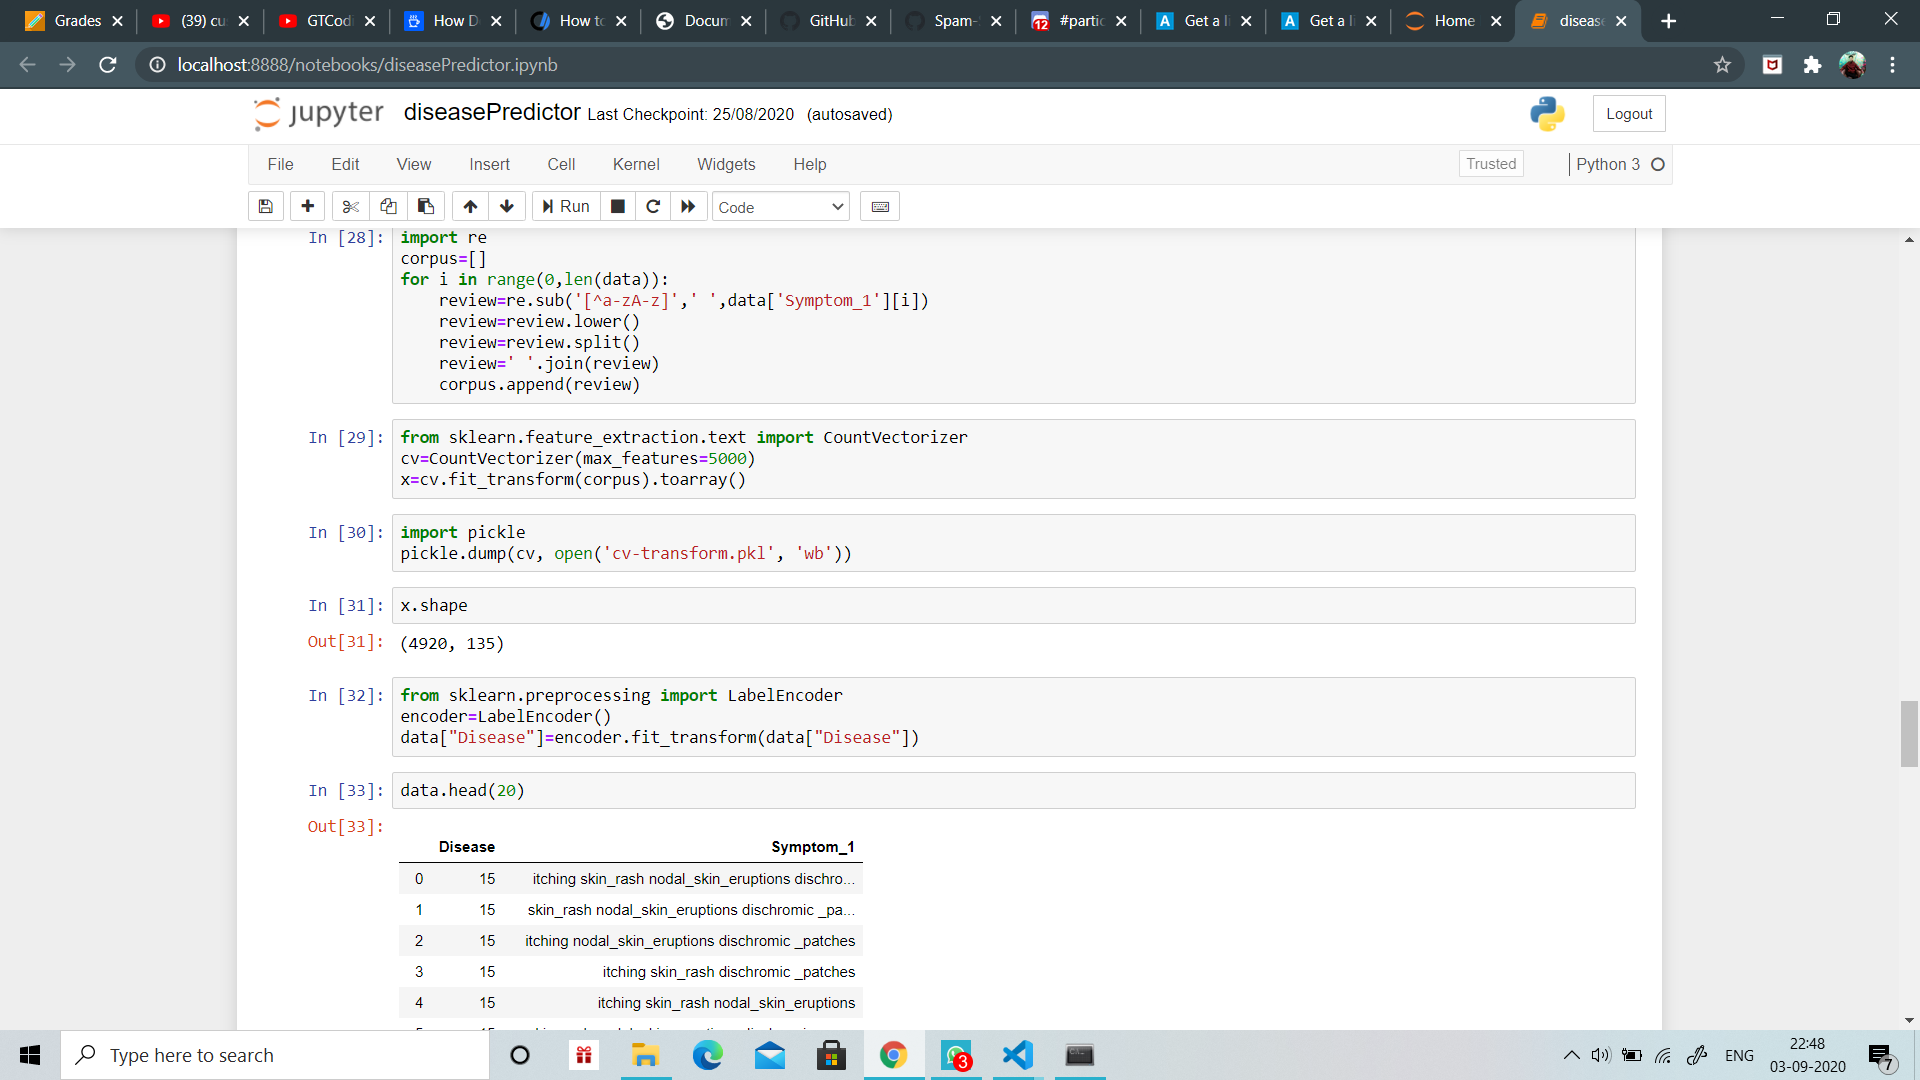 Grades
(39) cu
GTCodi
How D
How to
Docum
GitHub
Spam-
12
#partic
Get a li
Get a li
Home
disease
localhost:8888/notebooks/diseasePredictor.ipynb
jupyter diseasePredictor Last Checkpoint: 25/08/2020 (autosaved)
Logout
File Edit View Insert Cell Kernel Widgets Help
Trusted
Python 3
Run
Code
In [28]:
import re
corpus=[]
for i in range(0,len(data)):
    review=re.sub('[^a-zA-z]',' ',data['Symptom_1'][i])
    review=review.lower()
    review=review.split()
    review=' '.join(review)
    corpus.append(review)
In [29]:
from sklearn.feature_extraction.text import CountVectorizer
cv=CountVectorizer(max_features=5000)
x=cv.fit_transform(corpus).toarray()
In [30]:
import pickle
pickle.dump(cv, open('cv-transform.pkl', 'wb'))
In [31]:
x.shape
Out[31]:
(4920, 135)
In [32]:
from sklearn.preprocessing import LabelEncoder
encoder=LabelEncoder()
data["Disease"]=encoder.fit_transform(data["Disease"])
In [33]:
data.head(20)
Out[33]:
Disease Symptom_1
0 15 itching skin_rash nodal_skin_eruptions dischro...
1 15 skin_rash nodal_skin_eruptions dischromic _pa...
2 15 itching nodal_skin_eruptions dischromic _patches
3 15 itching skin_rash dischromic _patches
4 15 itching skin_rash nodal_skin_eruptions
Type here to search
3
ENG
22:48
03-09-2020
7